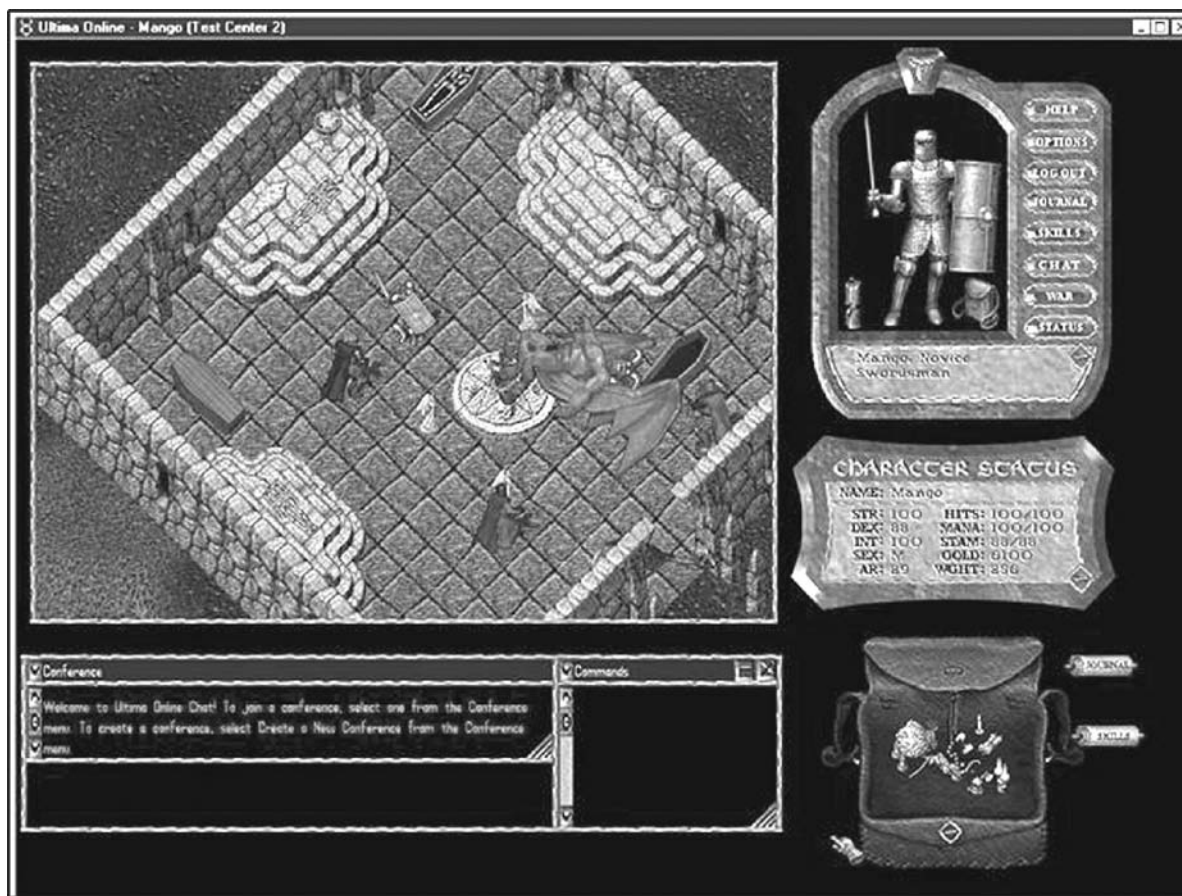 Ultima Online - Mango (Test Center 2)
HELP
OPTIONS
LOG OUT
JOURNAL
SKILLS
CHAT
WAR
STATUS
Mango, Novice
Swordsman
CHARACTER STATUS
NAME: Mango
STR: 100 HITS: 100/100
DEX: 88 MANA: 100/100
INT: 100 STAM: 88/88
SEX: M GOLD: 6100
AR: 29 WGHT: 296
Conference
Commands
Welcome to Ultima Online Chat! To join a conference, select one from the Conference
menu. To create a conference, select Create a New Conference from the Conference
menu.
JOURNAL
SKILLS